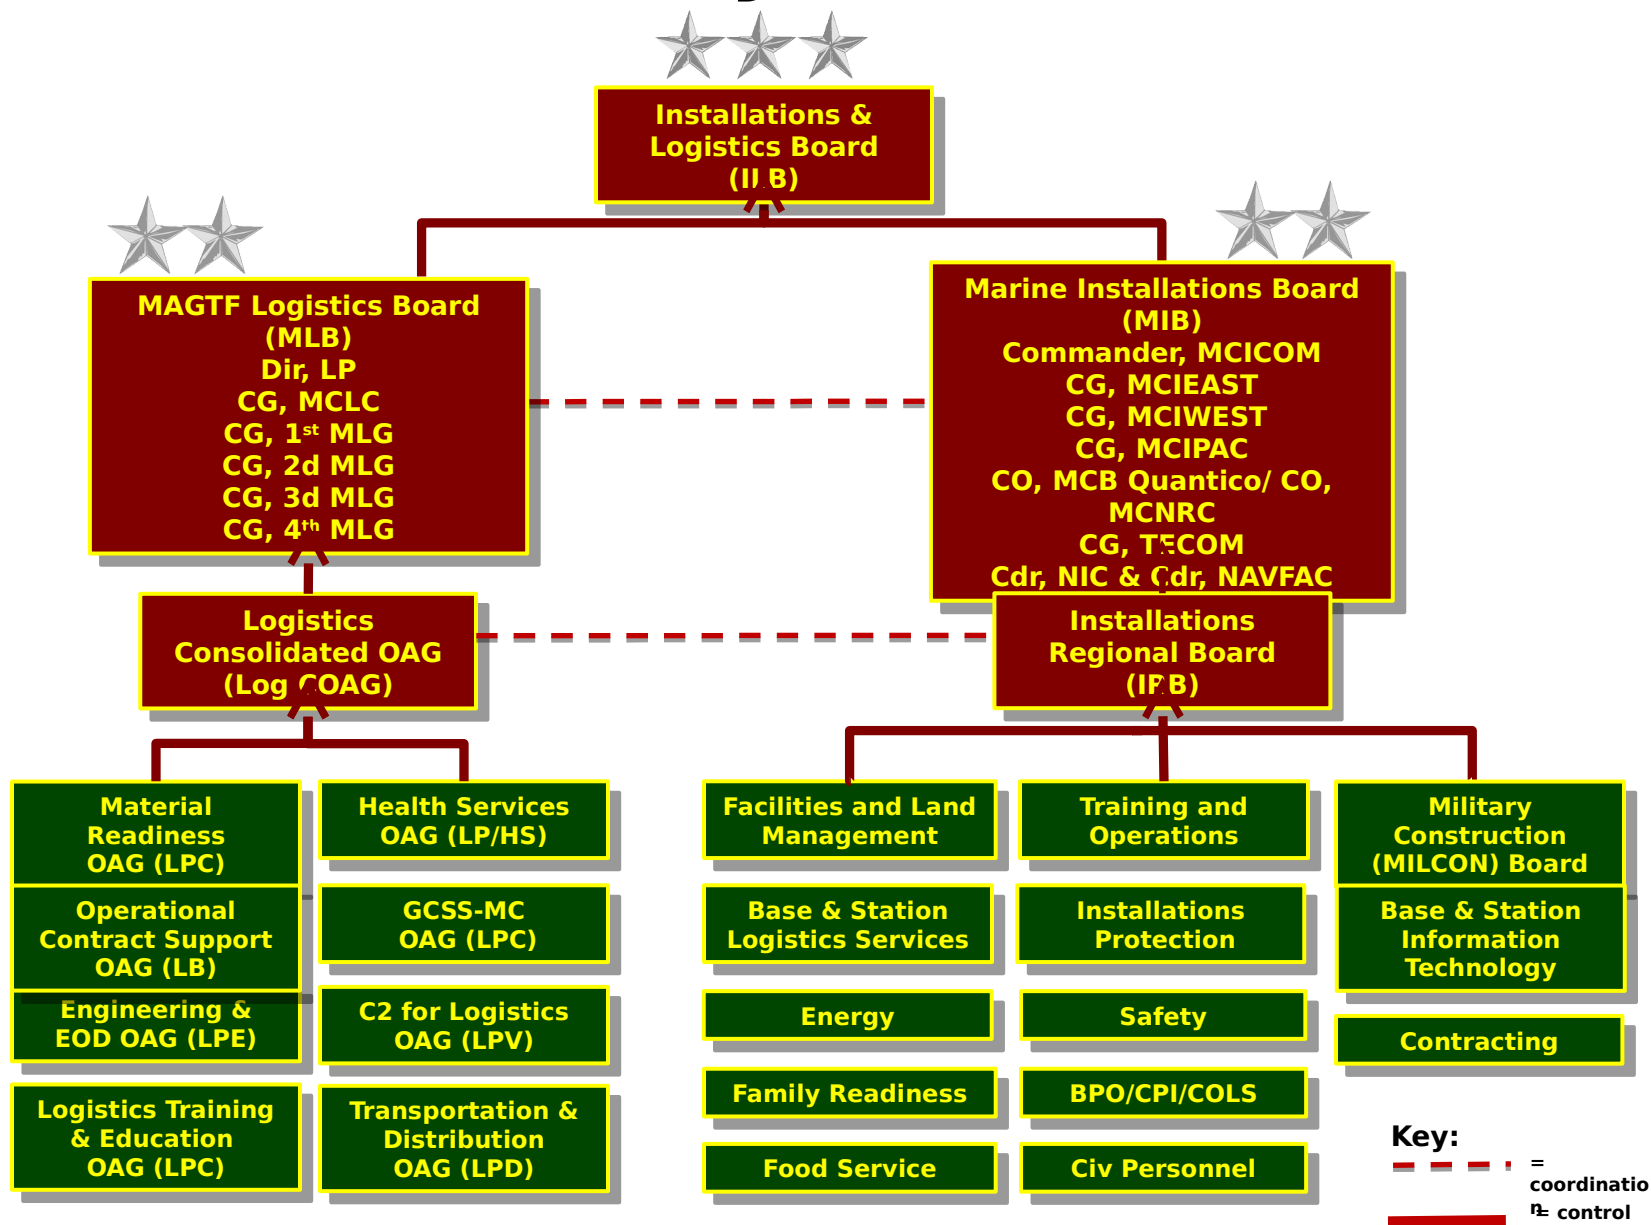 Installations &
Logistics Board
(ILB)
MAGTF Logistics Board
(MLB)
Dir, LP
CG, MCLC
CG, 1st MLG
CG, 2d MLG
CG, 3d MLG
CG, 4th MLG
Marine Installations Board
(MIB)
Commander, MCICOM
CG, MCIEAST
CG, MCIWEST
CG, MCIPAC
CO, MCB Quantico/ CO,
MCNRC
CG, TECOM
Cdr, NIC & Cdr, NAVFAC
Logistics
Consolidated OAG
(Log COAG)
Installations
Regional Board
(IRB)
Material
Readiness
OAG (LPC)
Health Services
OAG (LP/HS)
Operational
Contract Support
OAG (LB)
GCSS-MC
OAG (LPC)
Engineering &
EOD OAG (LPE)
C2 for Logistics
OAG (LPV)
Logistics Training
& Education
OAG (LPC)
Transportation &
Distribution
OAG (LPD)
Facilities and Land
Management
Training and
Operations
Military
Construction
(MILCON) Board
Base & Station
Logistics Services
Installations
Protection
Base & Station
Information
Technology
Energy
Safety
Contracting
Family Readiness
BPO/CPI/COLS
Food Service
Civ Personnel
Key:
=
coordinatio
n
= control